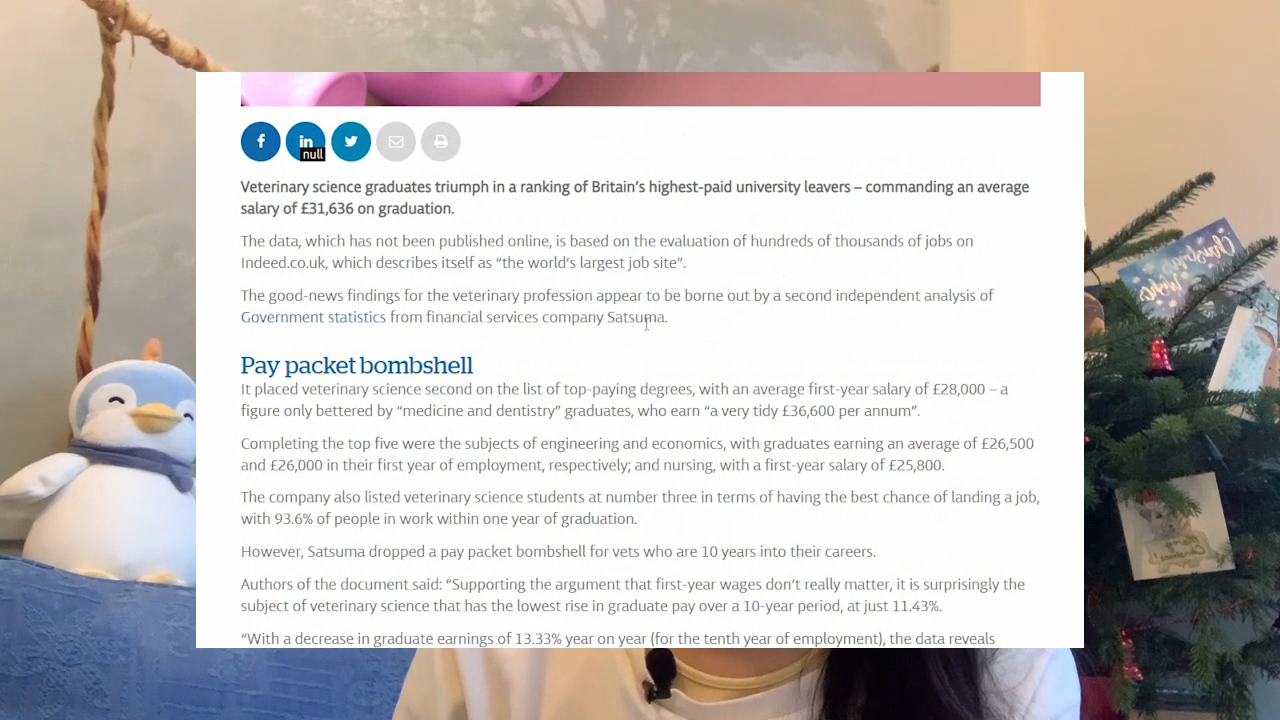 f
in
null
Veterinary science graduates triumph in a ranking of Britain’s highest-paid university leavers – commanding an average
salary of £31,636 on graduation.
The data, which has not been published online, is based on the evaluation of hundreds of thousands of jobs on
Indeed.co.uk, which describes itself as “the world’s largest job site”.
The good-news findings for the veterinary profession appear to be borne out by a second independent analysis of
Government statistics from financial services company Satsuma.
Pay packet bombshell
It placed veterinary science second on the list of top-paying degrees, with an average first-year salary of £28,000 – a
figure only bettered by “medicine and dentistry” graduates, who earn “a very tidy £36,600 per annum”.
Completing the top five were the subjects of engineering and economics, with graduates earning an average of £26,500
and £26,000 in their first year of employment, respectively; and nursing, with a first-year salary of £25,800.
The company also listed veterinary science students at number three in terms of having the best chance of landing a job,
with 93.6% of people in work within one year of graduation.
However, Satsuma dropped a pay packet bombshell for vets who are 10 years into their careers.
Authors of the document said: “Supporting the argument that first-year wages don’t really matter, it is surprisingly the
subject of veterinary science that has the lowest rise in graduate pay over a 10-year period, at just 11.43%.
“With a decrease in graduate earnings of 13.33% year on year (for the tenth year of employment), the data reveals
Christmas
Wishes
Merry
Christmas